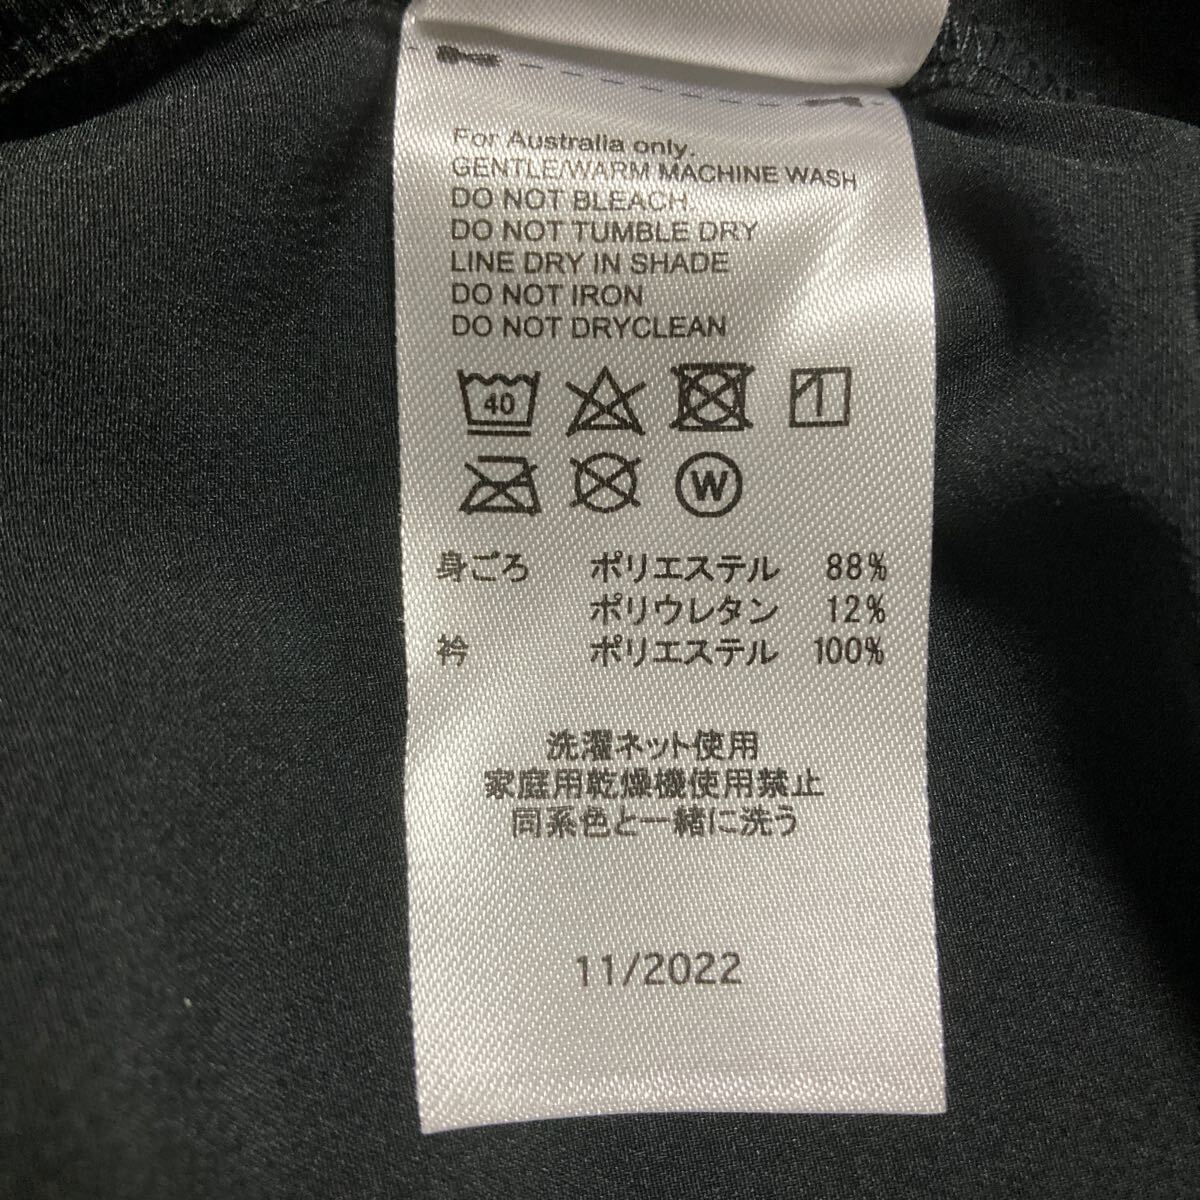 For Australia only.
GENTLE/WARM MACHINE WASH
DO NOT BLEACH
DO NOT TUMBLE DRY
LINE DRY IN SHADE
DO NOT IRON
DO NOT DRYCLEAN
40
W
身ごろ ポリエステル 88%
ポリウレタン 12%
衿 ポリエステル 100%
洗濯ネット使用
家庭用乾燥機使用禁止
同系色と一緒に洗う
11/2022